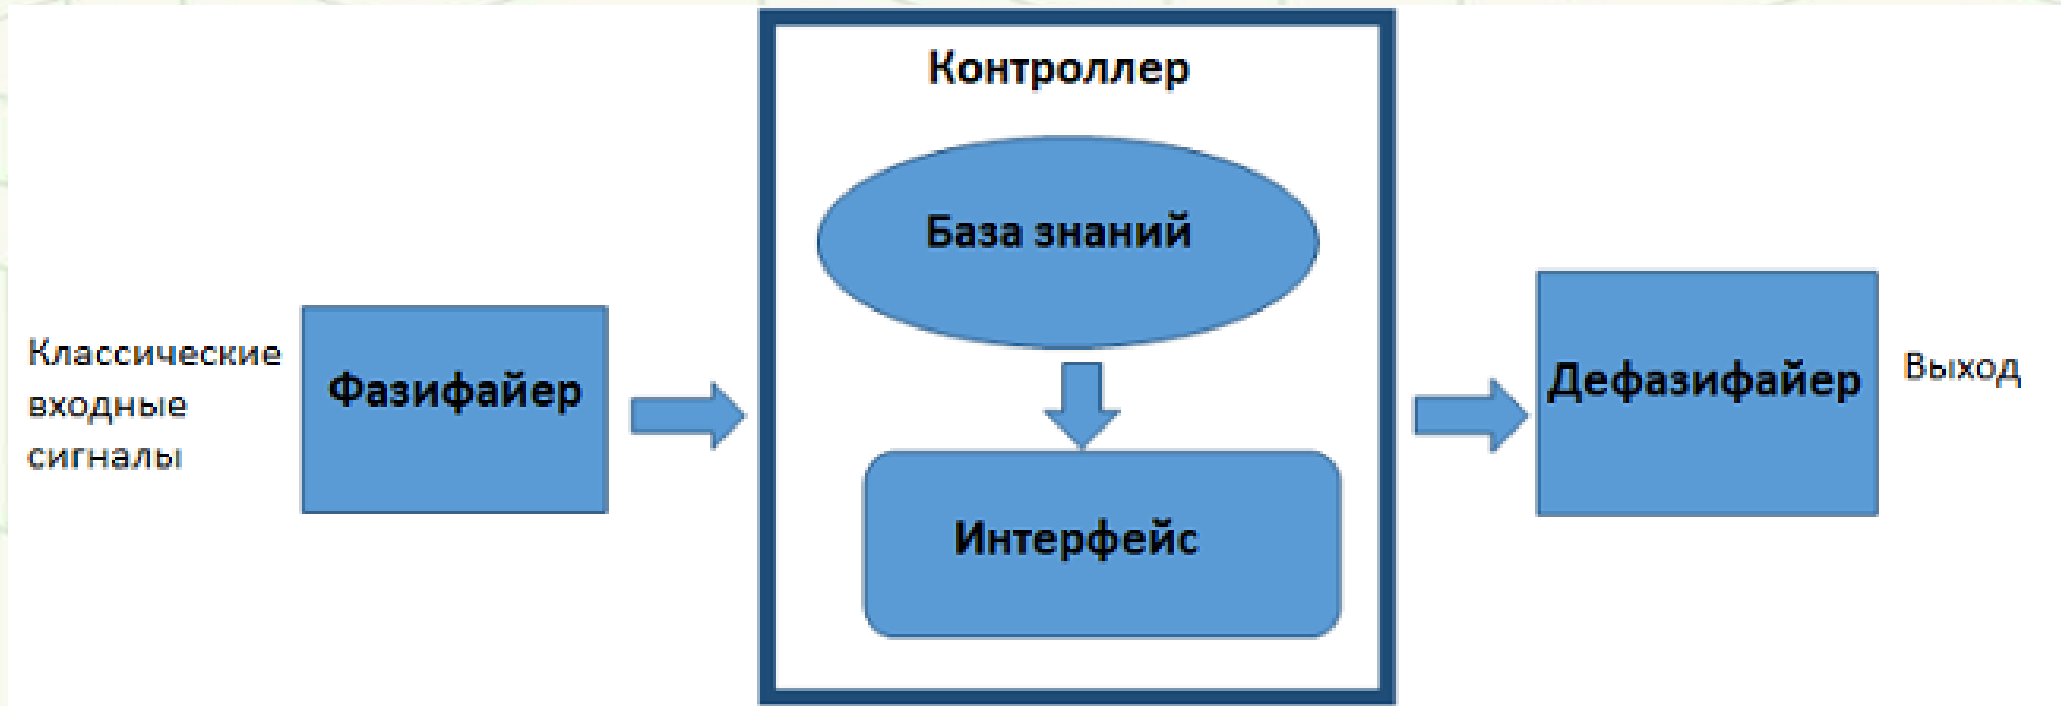 Контроллер
База знаний
Классические
входные
сигналы
Фазифайер
Интерфейс
Дефазифайер
Выход